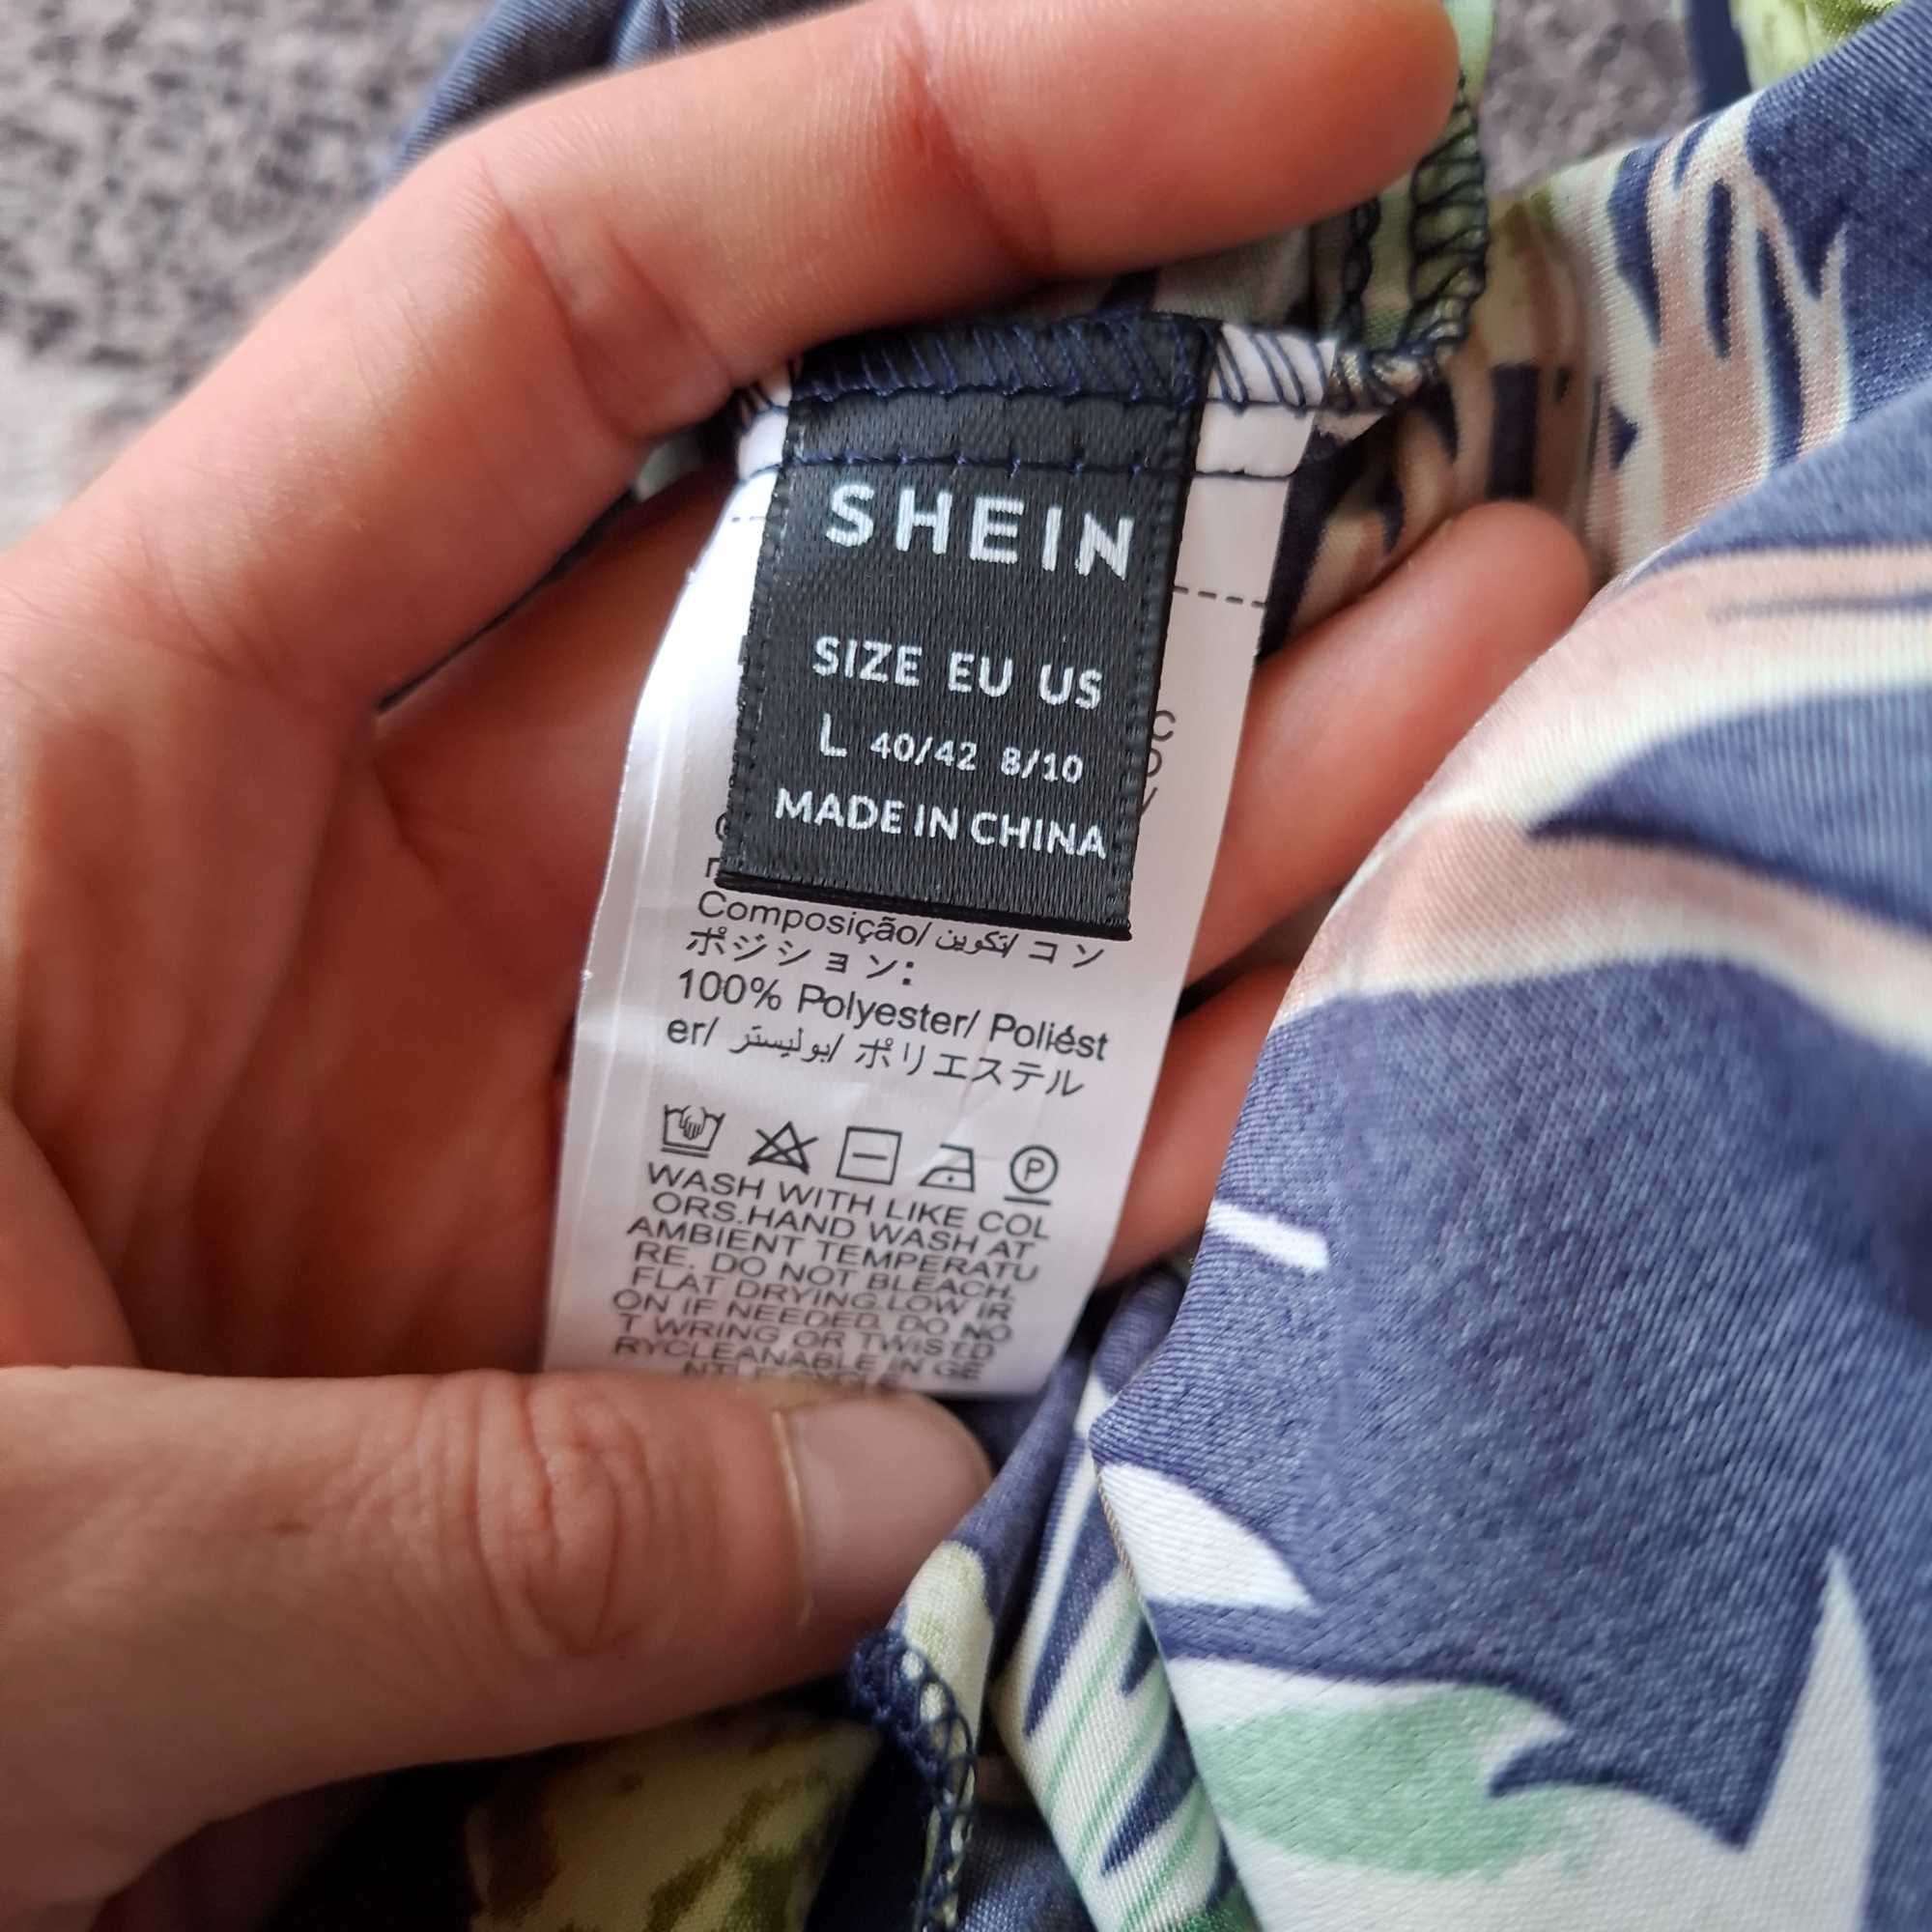 SHEIN
SIZE EU US
L 40/42 8/10
MADE IN CHINA
Composição/ تكوين/ コン
ポジション:
100% Polyester/ Poliést
er/ بوليستر/ ポリエステル
P
WASH WITH LIKE COL
ORS.HAND WASH AT
AMBIENT TEMPERATU
RE. DO NOT BLEACH.
FLAT DRYING.LOW IR
ON IF NEEDED. DO NO
T WRING OR TWIST.D
RYCLEANABLE IN GE